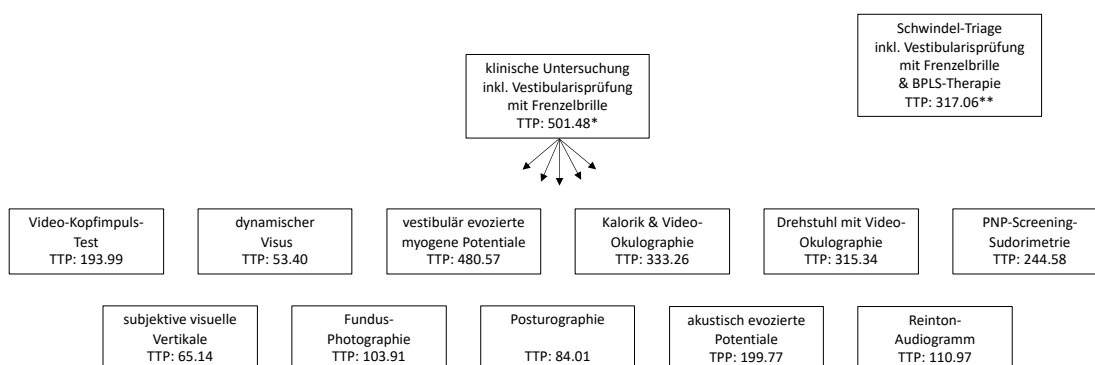 Schwindel-Triage
inkl. Vestibularisprüfung
mit Frenzelbrille
& BPLS-Therapie
TTP: 317.06**
klinische Untersuchung
inkl. Vestibularisprüfung
mit Frenzelbrille
TTP: 501.48*
Video-Kopfimpuls-
Test
TTP: 193.99
dynamischer
Visus
TTP: 53.40
vestibulär evozierte
myogene Potentiale
TTP: 480.57
Kalorik & Video-
Okulographie
TTP: 333.26
Drehstuhl mit Video-
Okulographie
TTP: 315.34
PNP-Screening-
Sudorimetrie
TTP: 244.58
subjektive visuelle
Vertikale
TTP: 65.14
Fundus-
Photographie
TTP: 103.91
Posturographie
TTP: 84.01
akustisch evozierte
Potentiale
TPP: 199.77
Reinton-
Audiogramm
TTP: 110.97